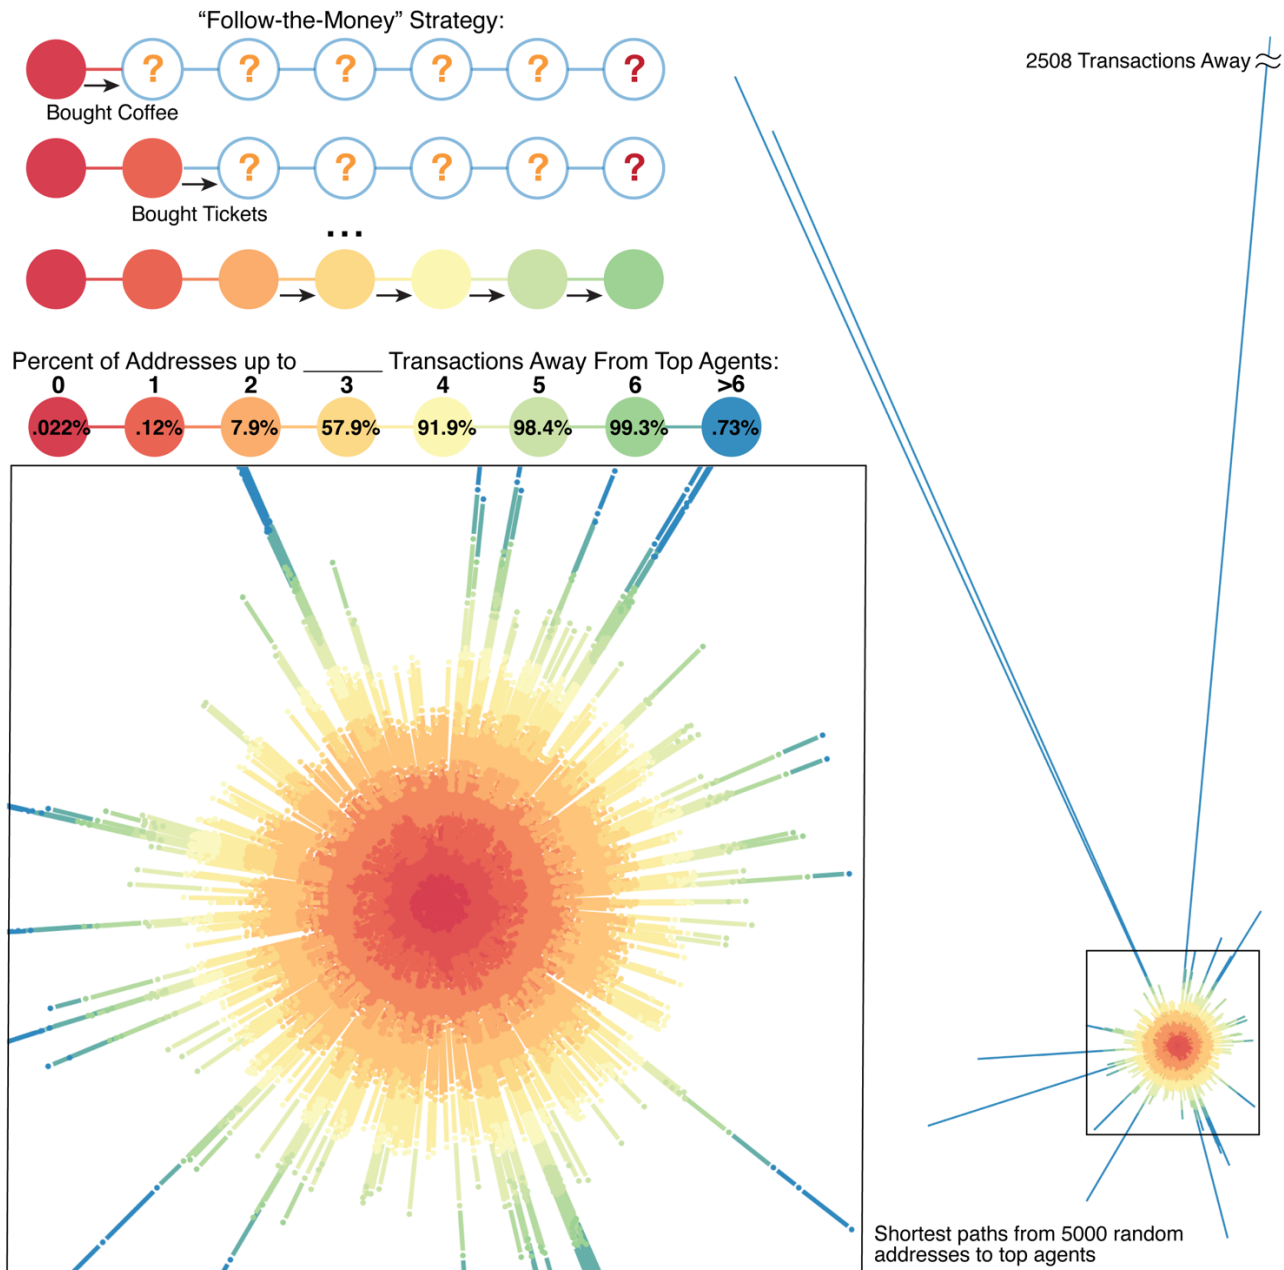 “Follow-the-Money” Strategy:
? ? ? ? ? ?
Bought Coffee
? ? ? ? ?
Bought Tickets
...
2508 Transactions Away
Percent of Addresses up to ______ Transactions Away From Top Agents:
0 1 2 3 4 5 6 >6
.022% .12% 7.9% 57.9% 91.9% 98.4% 99.3% .73%
Shortest paths from 5000 random
addresses to top agents